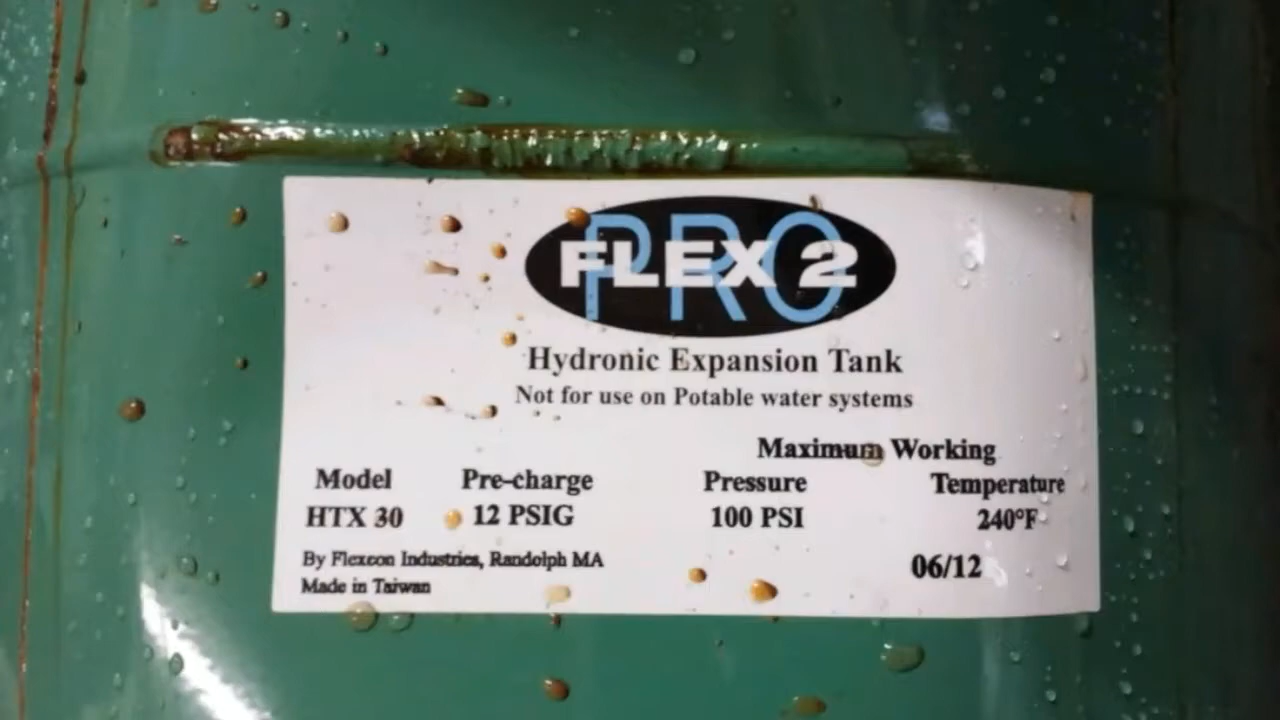 PRO
FLEX 2
Hydronic Expansion Tank
Not for use on Potable water systems
Maximum Working
Model Pre-charge Pressure Temperature
HTX 30 12 PSIG 100 PSI 240°F
By Flexcon Industries, Randolph MA
06/12
Made in Taiwan